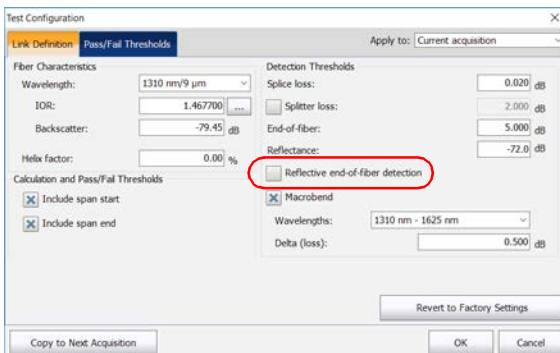 Test Configuration
Link Definition Pass/Fail Thresholds
Apply to: Current acquisition
Fiber Characteristics
Wavelength: 1310 nm/9 µm
IOR: 1.467700 ...
Backscatter: -79.45 dB
Helix factor: 0.00 %
Calculation and Pass/Fail Thresholds
Include span start
Include span end
Detection Thresholds
Splice loss: 0.020 dB
Splitter loss: 2.000 dB
End-of-fiber: 5.000 dB
Reflectance: -72.0 dB
Reflective end-of-fiber detection
Macrobend
Wavelengths: 1310 nm - 1625 nm
Delta (loss): 0.500 dB
Revert to Factory Settings
Copy to Next Acquisition
OK Cancel